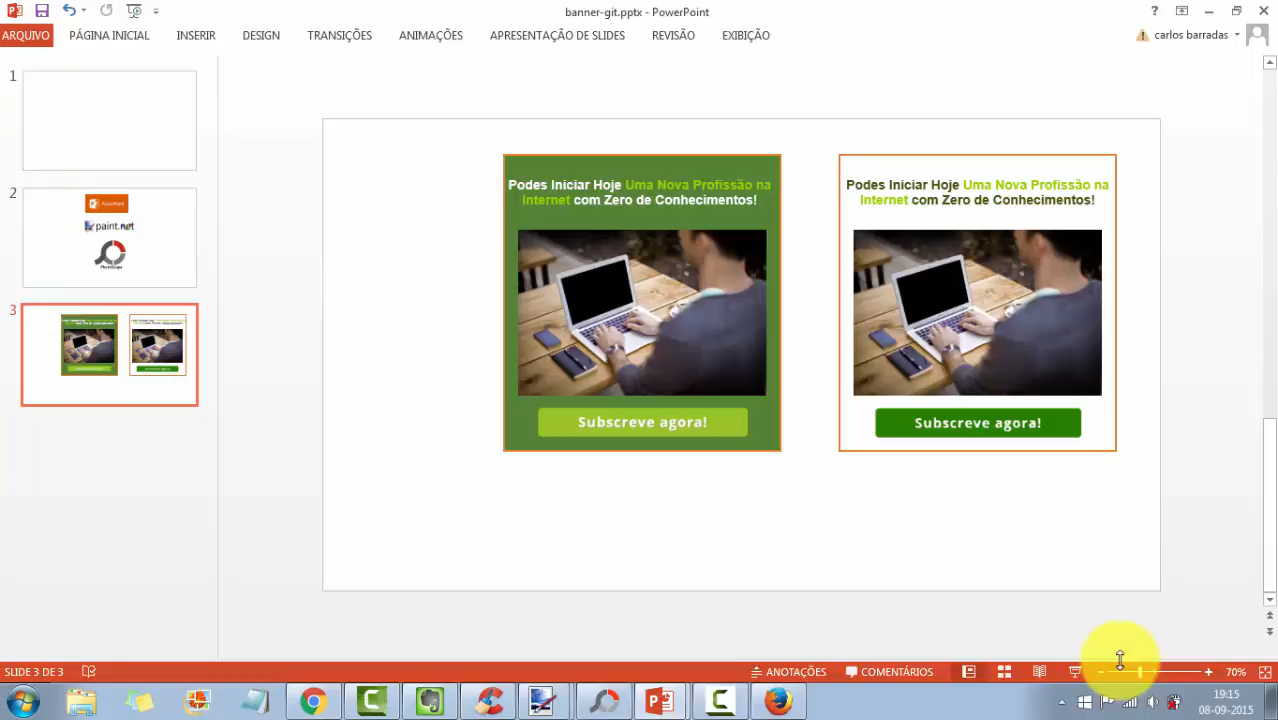 banner-git.pptx - PowerPoint
?
ARQUIVO PÁGINA INICIAL INSERIR DESIGN TRANSIÇÕES ANIMAÇÕES APRESENTAÇÃO DE SLIDES REVISÃO EXIBIÇÃO
carlos barradas
1
2
PowerPoint
paint.net
PhotoScape
3
Podes Iniciar Hoje Uma Nova Profissão na
Internet com Zero de Conhecimentos!
Subscreve agora!
Podes Iniciar Hoje Uma Nova Profissão na
Internet com Zero de Conhecimentos!
Subscreve agora!
SLIDE 3 DE 3
ANOTAÇÕES
COMENTÁRIOS
70%
19:15
08-09-2015